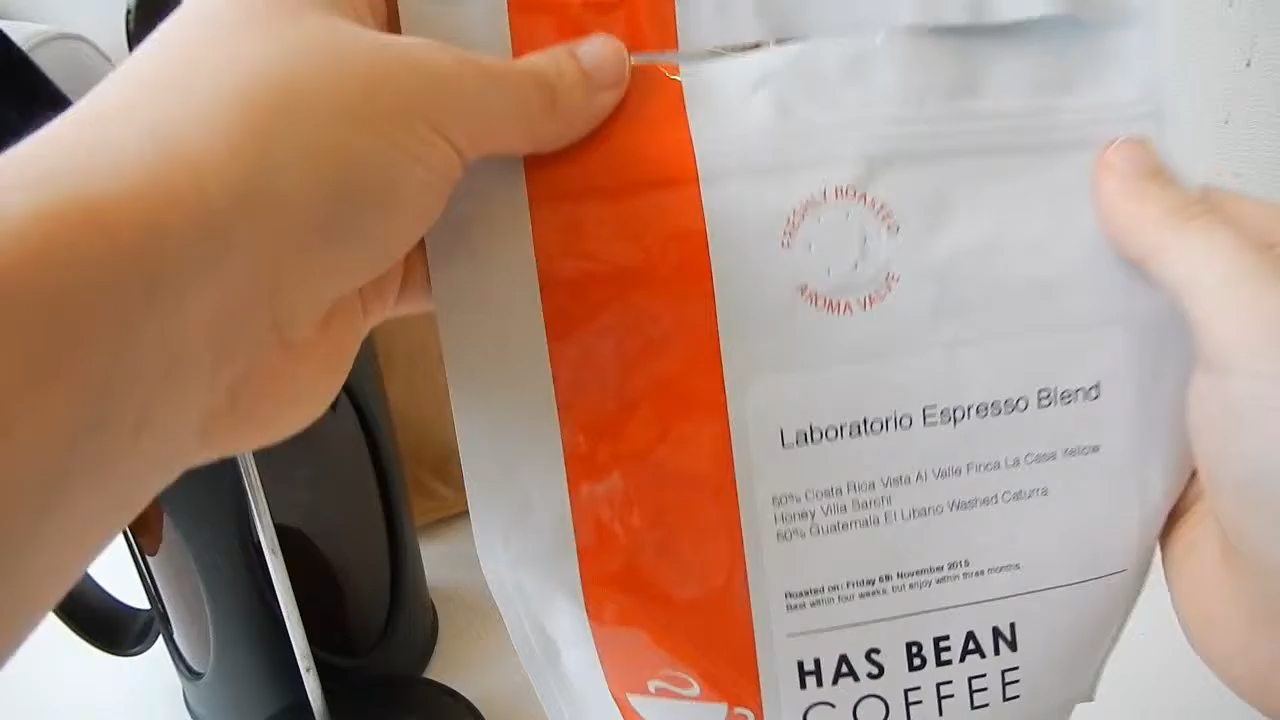 FRESHLY ROASTED
AROMA VALVE
Laboratorio Espresso Blend
50% Costa Rica Vista Al Valle Finca La Casa Yellow
Honey Villa Sarchi
50% Guatemala El Libano Washed Caturra
Roasted on: Friday 6th November 2015
Best within four weeks, but enjoy within three months.
HAS BEAN
COFFEE